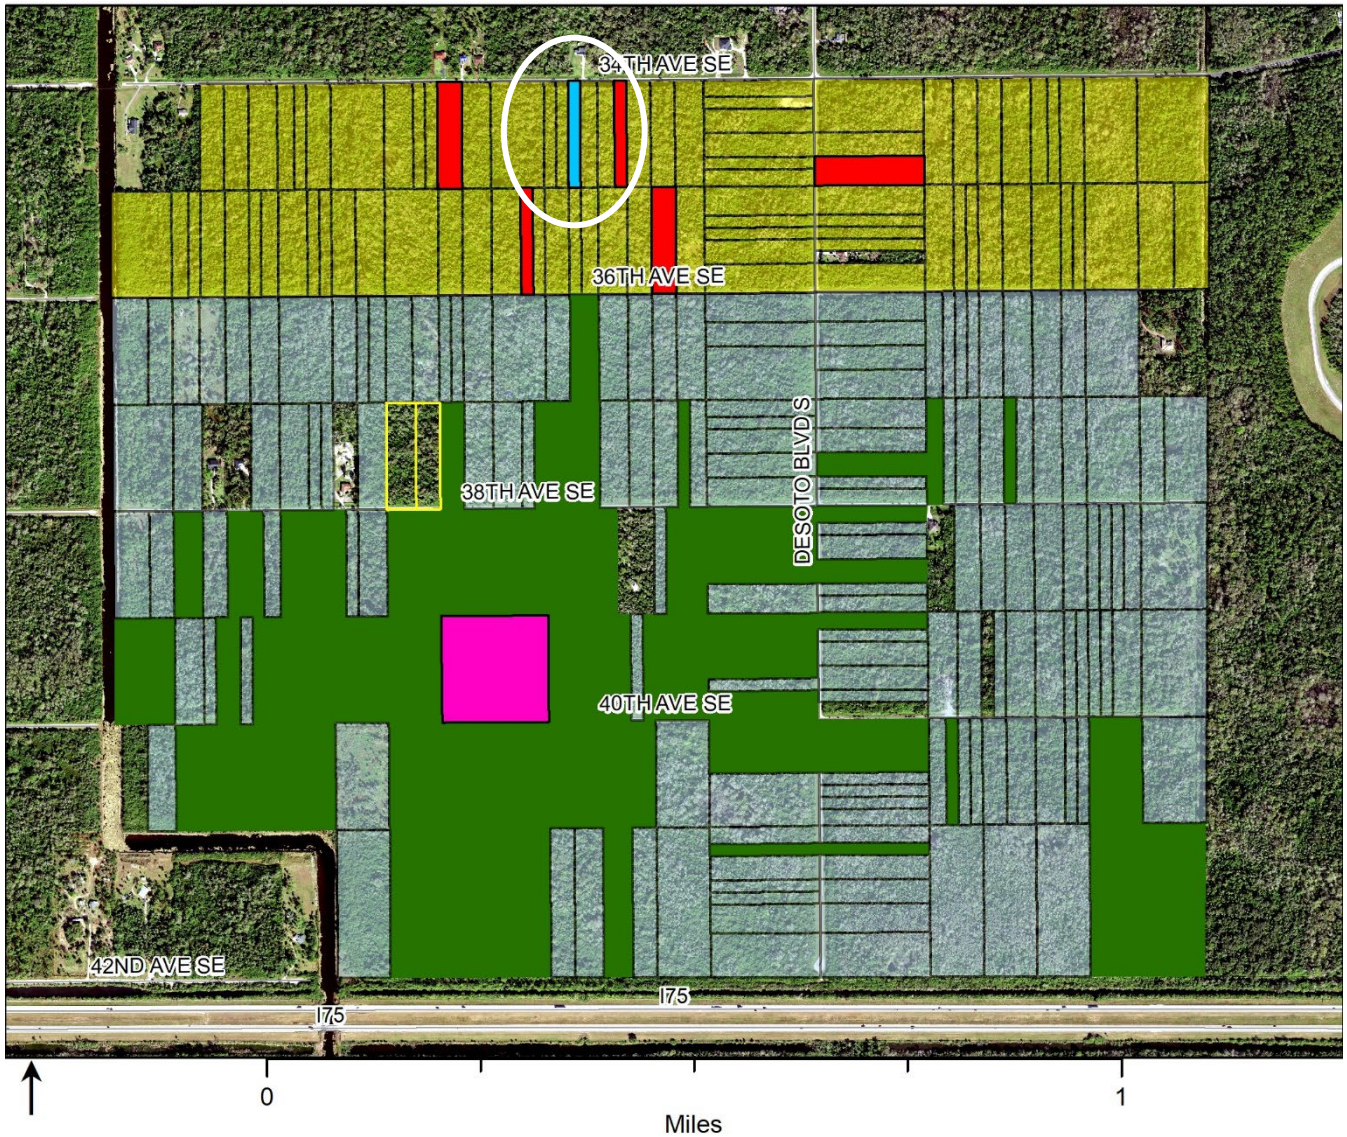 34TH AVE SE
36TH AVE SE
DESOTO BLVD S
38TH AVE SE
40TH AVE SE
42ND AVE SE
I75
I75
0
1
Miles